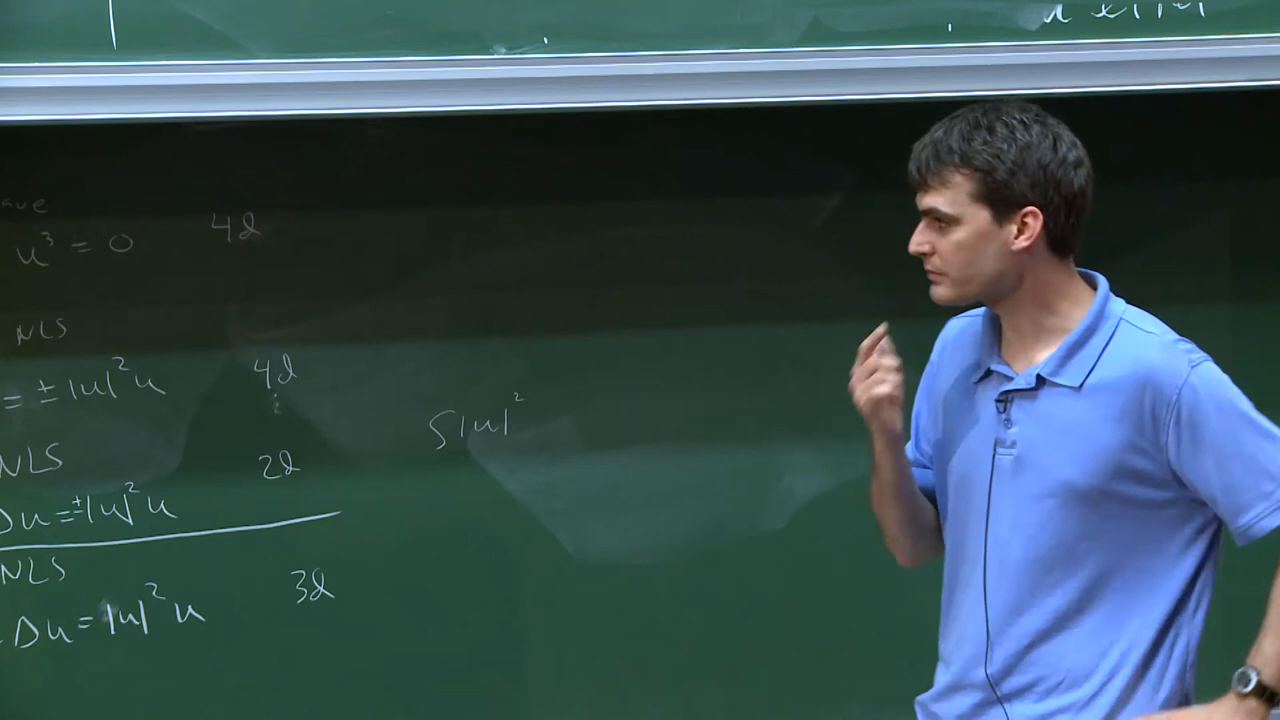 ave
u³ = 0 4d
NLS
= ±|u|²u 4d
∫|u|²
NLS 2d
Δu = ±|u|²u
NLS
Δu = |u|²u 3d